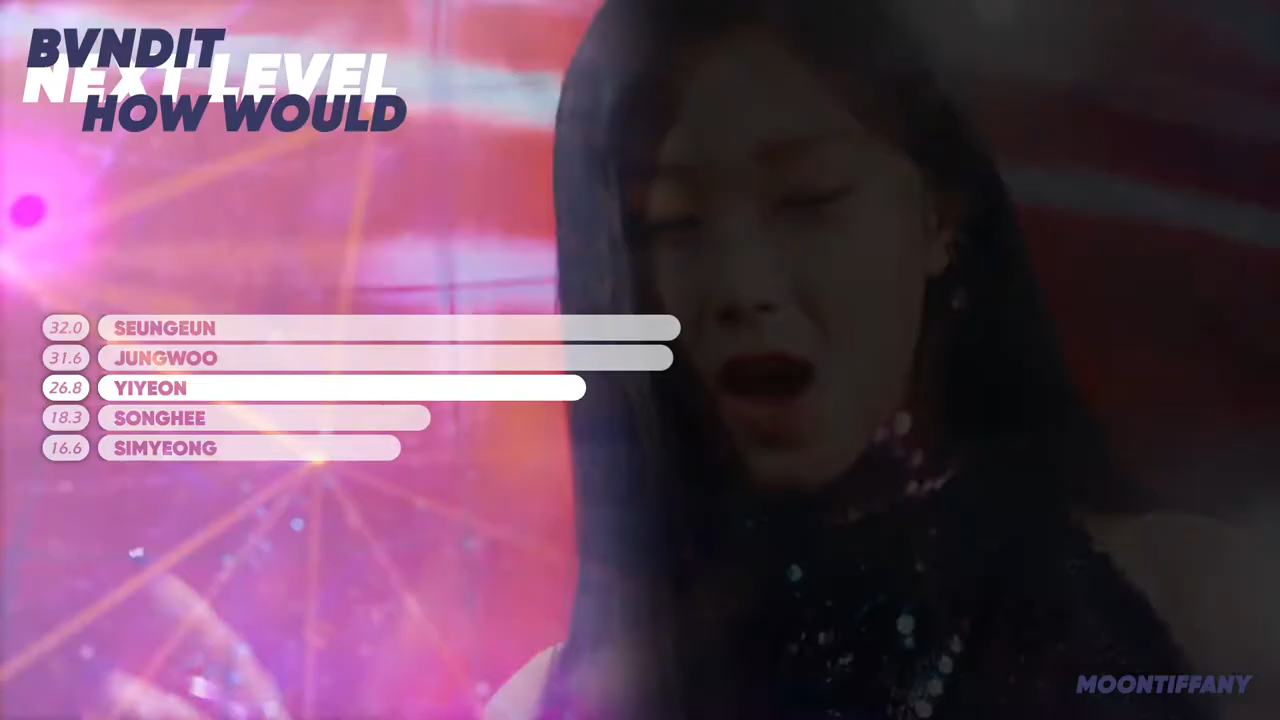 BVNDIT
NEXT LEVEL
HOW WOULD
32.0 SEUNGEUN
31.6 JUNGWOO
26.8 YIYEON
18.3 SONGHEE
16.6 SIMYEONG
MOONTIFFANY